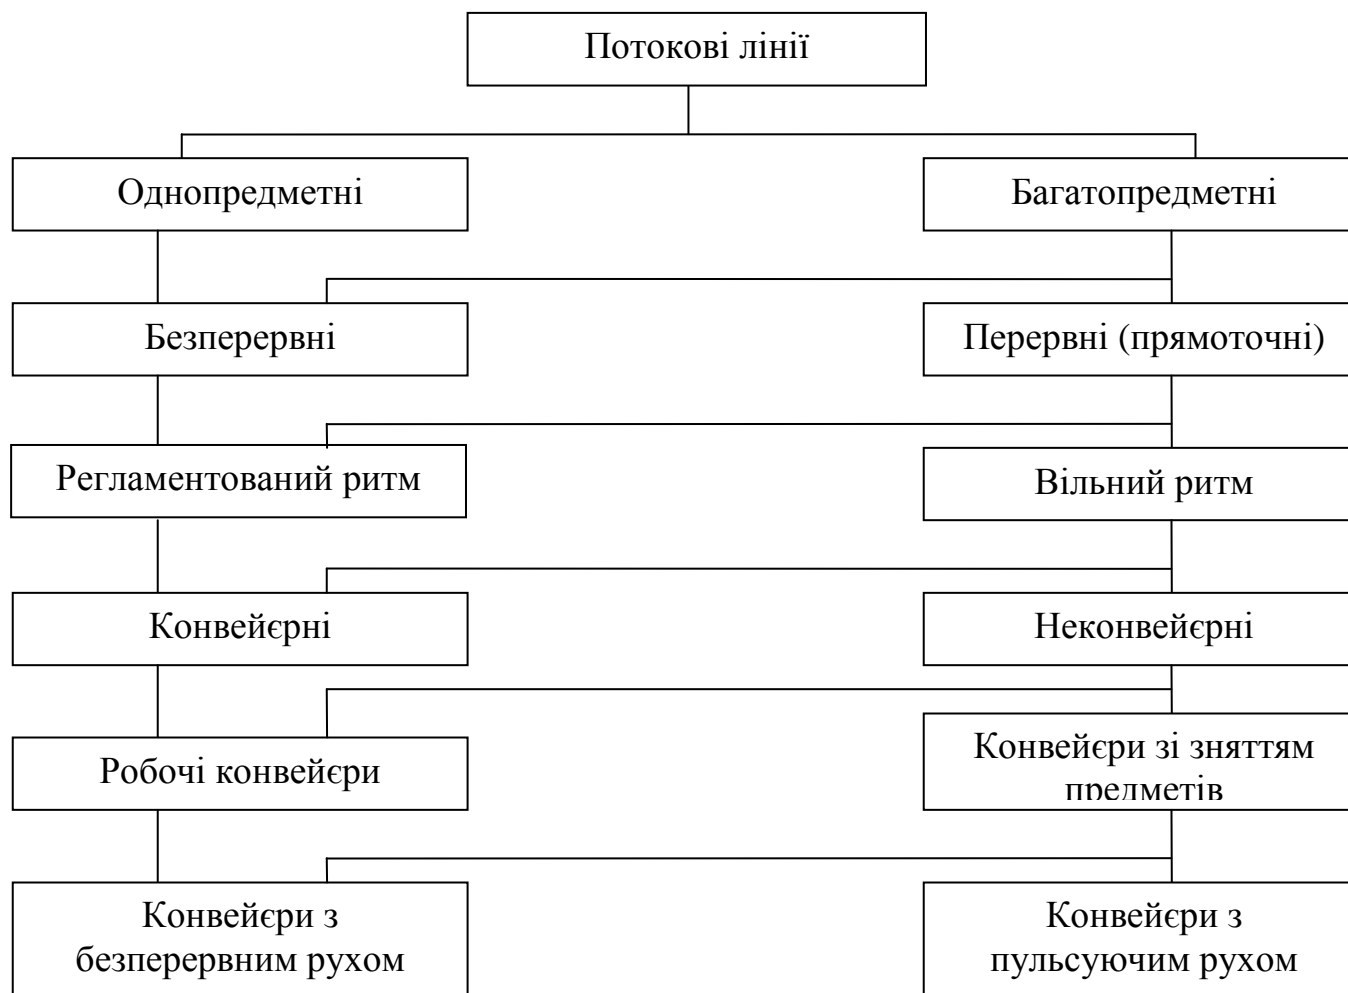 Потокові лінії
Однопредметні
Багатопредметні
Безперервні
Перервні (прямоточні)
Регламентований ритм
Вільний ритм
Конвейєрні
Неконвейєрні
Робочі конвейєри
Конвейєри зі зняттям
предметів
Конвейєри з
безперервним рухом
Конвейєри з
пульсуючим рухом